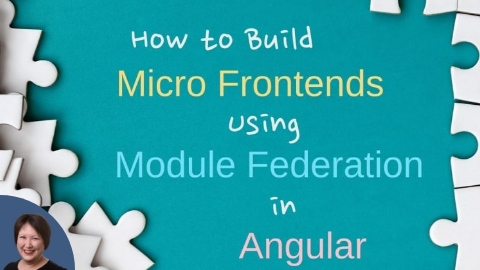 How to Build
Micro Frontends
Using
Module Federation
in
Angular